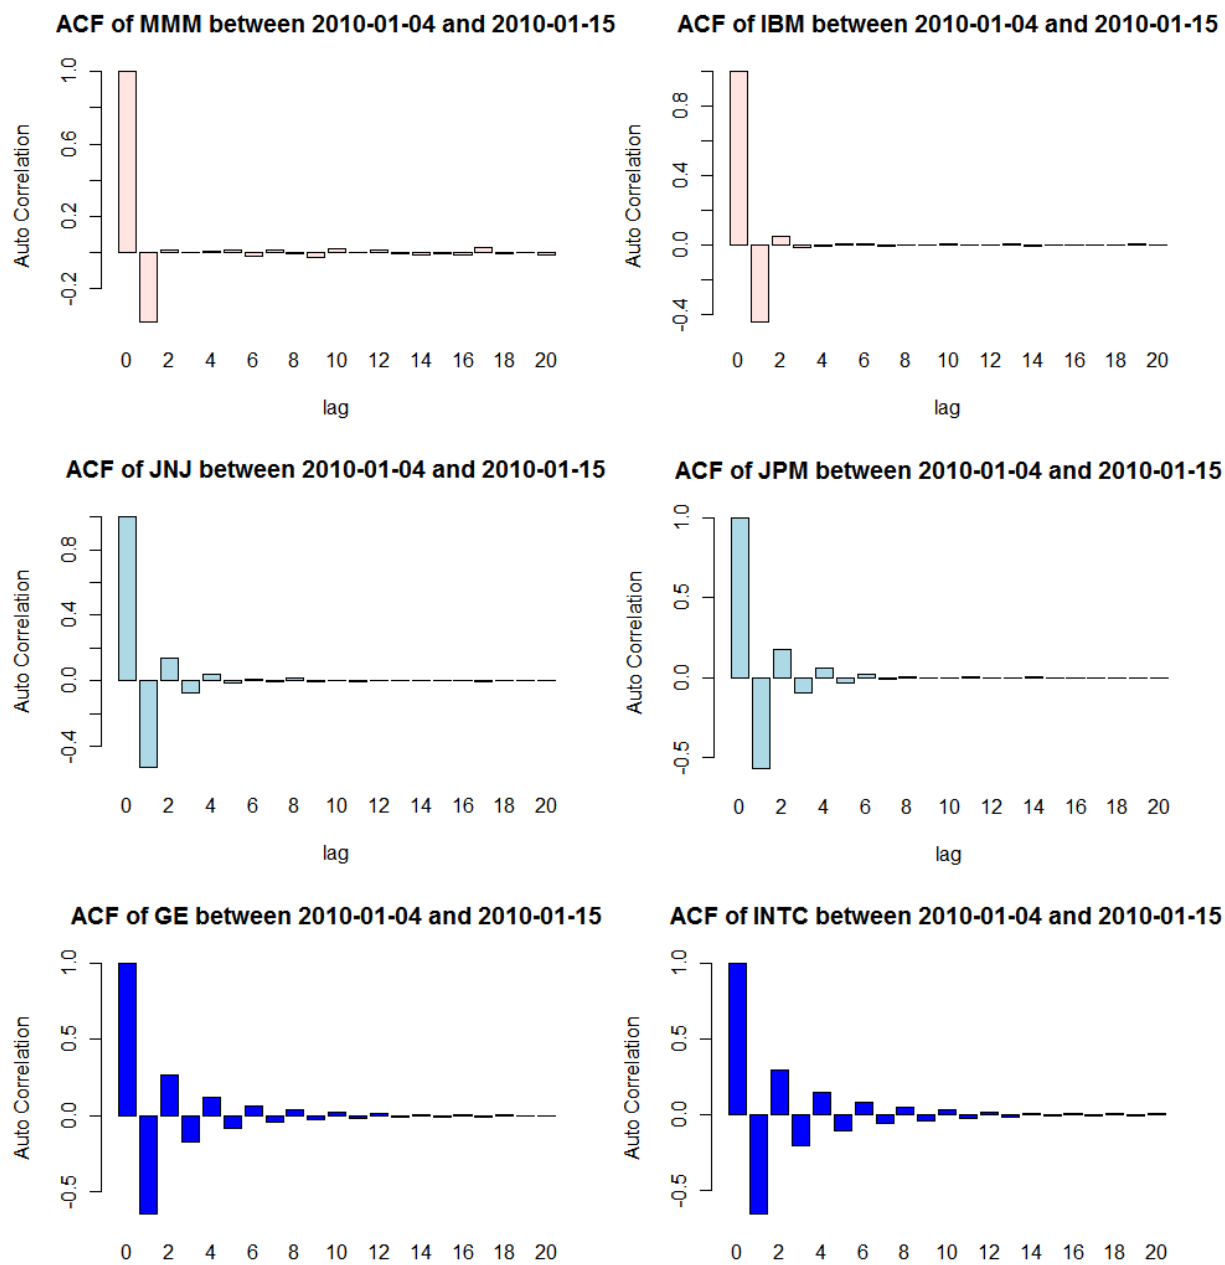 ACF of MMM between 2010-01-04 and 2010-01-15
Auto Correlation
1.0
0.6
0.2
-0.2
0 2 4 6 8 10 12 14 16 18 20
lag
ACF of IBM between 2010-01-04 and 2010-01-15
Auto Correlation
0.8
0.4
0.0
-0.4
0 2 4 6 8 10 12 14 16 18 20
lag
ACF of JNJ between 2010-01-04 and 2010-01-15
Auto Correlation
0.8
0.4
0.0
-0.4
0 2 4 6 8 10 12 14 16 18 20
lag
ACF of JPM between 2010-01-04 and 2010-01-15
Auto Correlation
1.0
0.5
0.0
-0.5
0 2 4 6 8 10 12 14 16 18 20
lag
ACF of GE between 2010-01-04 and 2010-01-15
Auto Correlation
1.0
0.5
0.0
-0.5
0 2 4 6 8 10 12 14 16 18 20
ACF of INTC between 2010-01-04 and 2010-01-15
Auto Correlation
1.0
0.5
0.0
-0.5
0 2 4 6 8 10 12 14 16 18 20